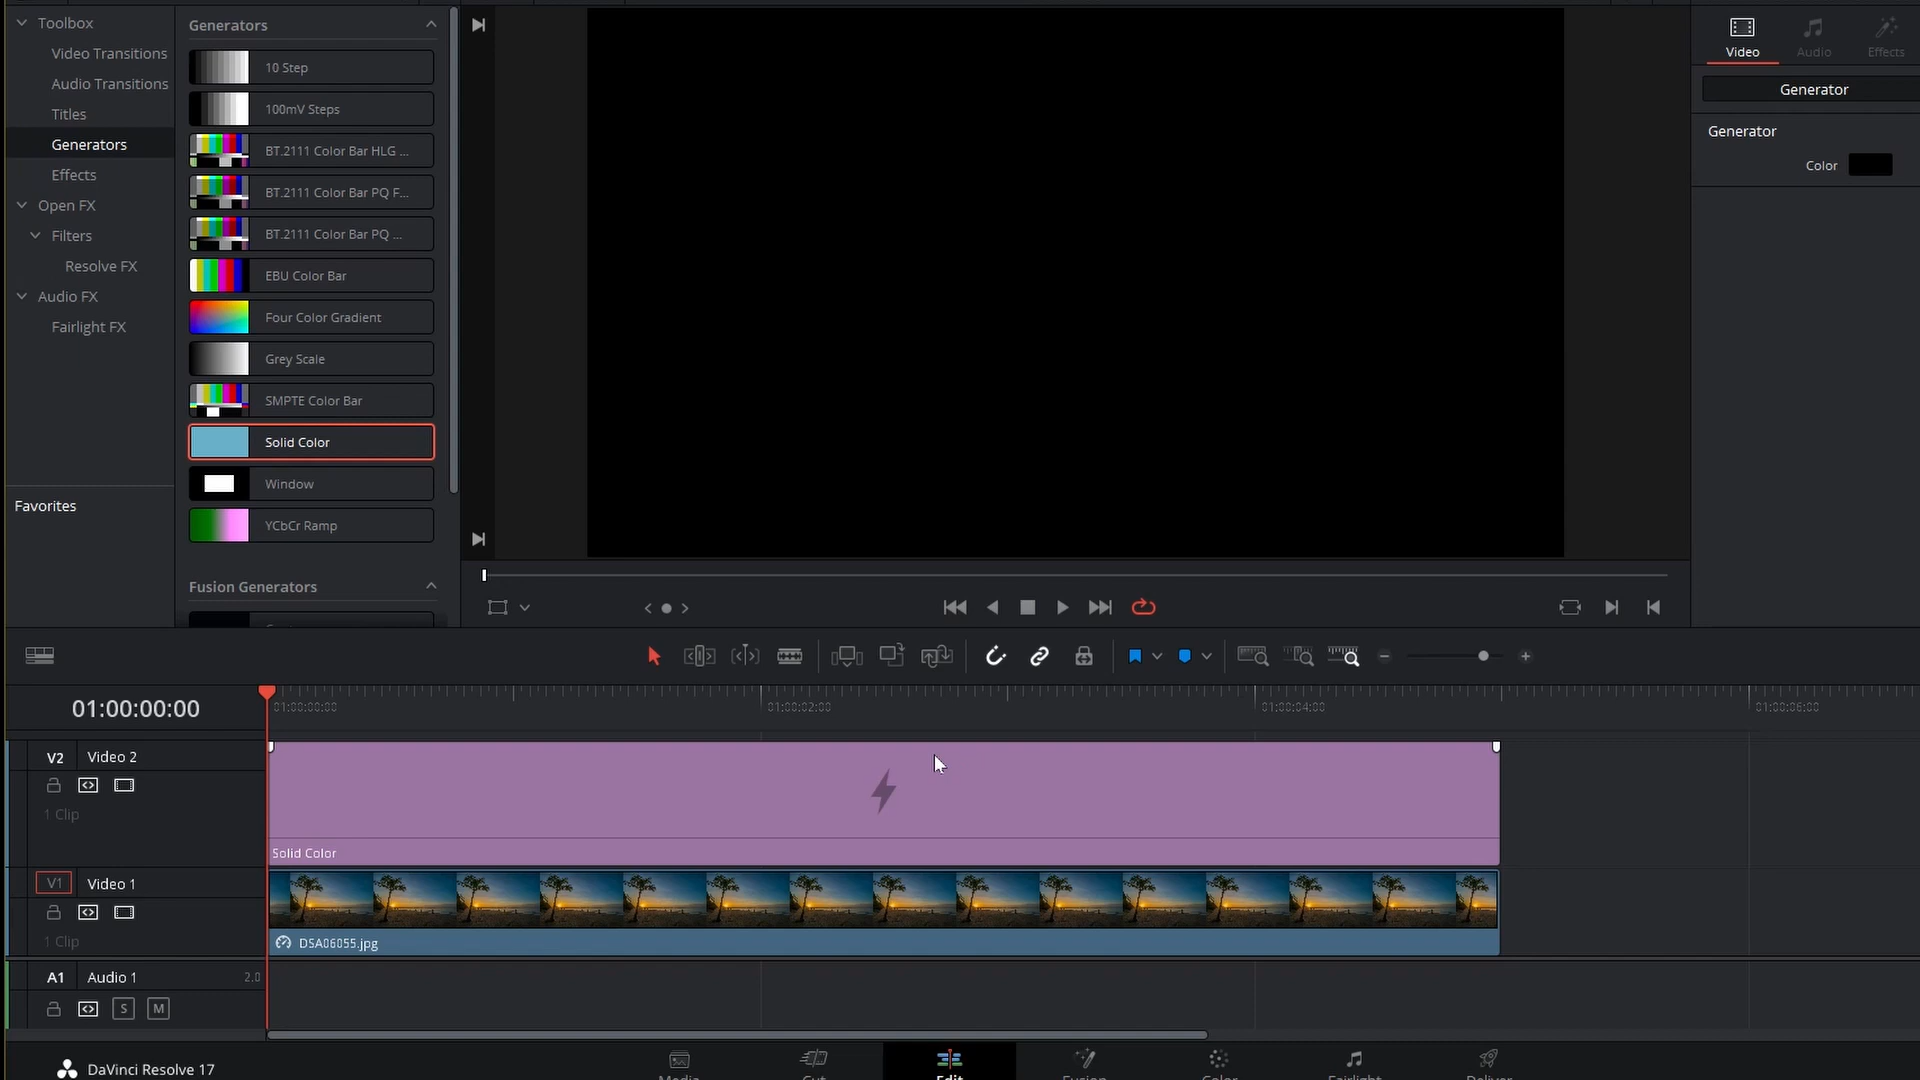 Toolbox
Video Transitions
Audio Transitions
Titles
Generators
Effects
Open FX
Filters
Resolve FX
Audio FX
Fairlight FX
Favorites
Generators
10 Step
100mV Steps
BT.2111 Color Bar HLG ...
BT.2111 Color Bar PQ F...
BT.2111 Color Bar PQ ...
EBU Color Bar
Four Color Gradient
Grey Scale
SMPTE Color Bar
Solid Color
Window
YCbCr Ramp
Fusion Generators
Video
Audio
Effects
Generator
Generator
Color
01:00:00:00
01:00:00:00
01:00:02:00
01:00:04:00
01:00:06:00
V2 Video 2
1 Clip
Solid Color
V1 Video 1
1 Clip
DSA06055.jpg
A1 Audio 1 2.0
S M
DaVinci Resolve 17
Media
Cut
Edit
Fusion
Color
Fairlight
Deliver